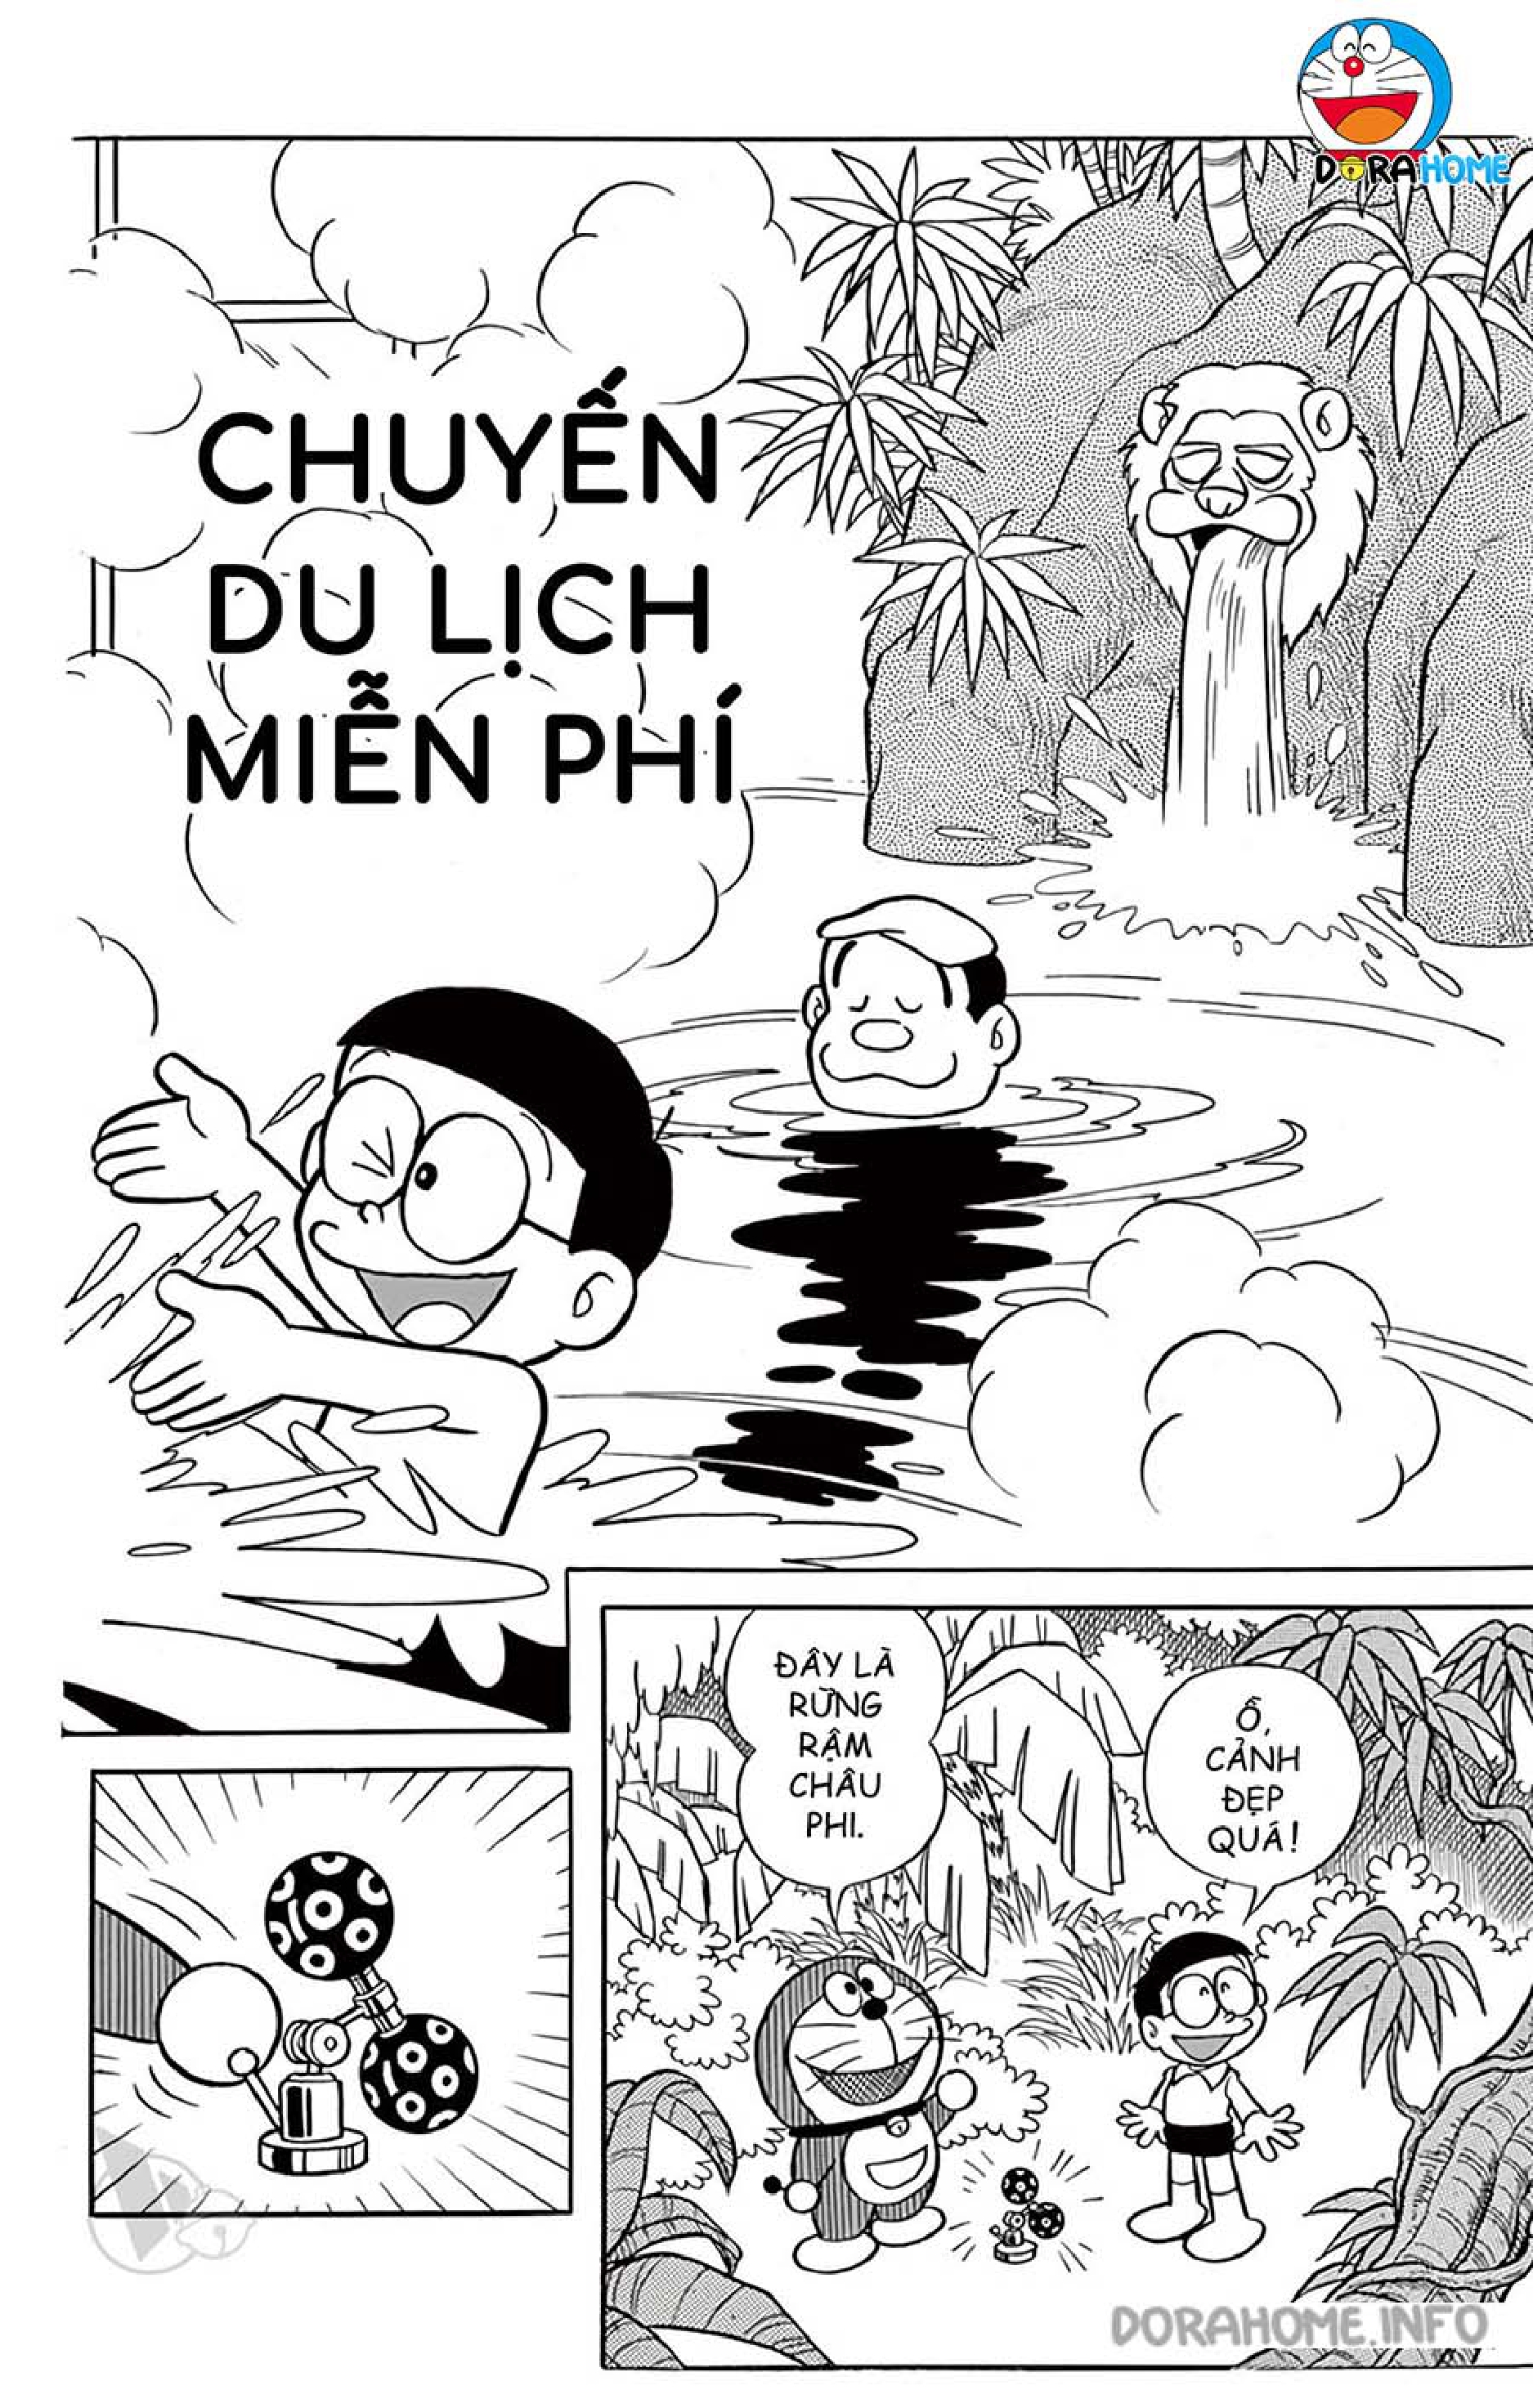 DORAHOME
CHUYẾN
DU LỊCH
MIỄN PHÍ
ĐÂY LÀ
RỪNG
RẬM
CHÂU
PHI.
Ồ,
CẢNH
ĐẸP
QUÁ!
DORAHOME.INFO